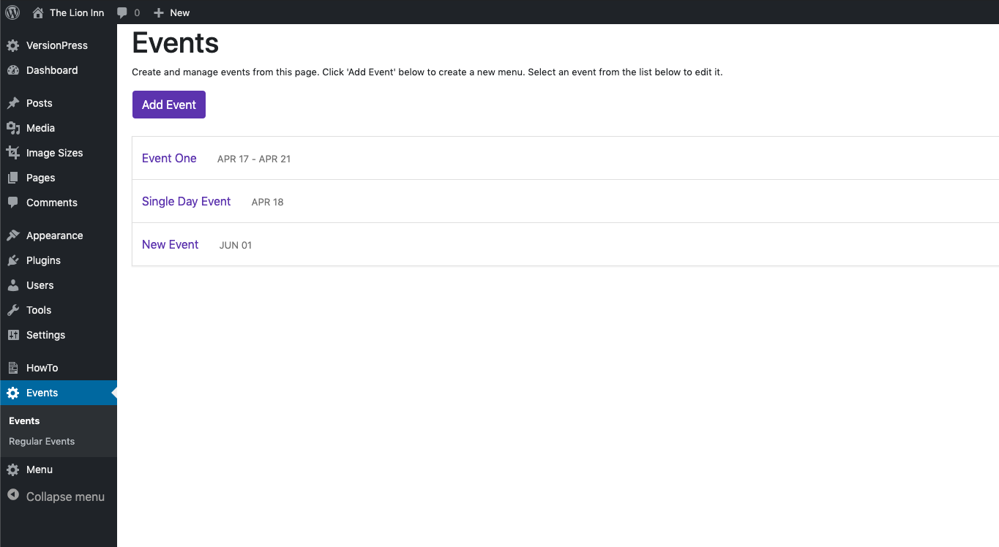 The Lion Inn 0 New
VersionPress
Dashboard
Posts
Media
Image Sizes
Pages
Comments
Appearance
Plugins
Users
Tools
Settings
HowTo
Events
Events
Regular Events
Menu
Collapse menu
Events
Create and manage events from this page. Click 'Add Event' below to create a new menu. Select an event from the list below to edit it.
Add Event
Event One APR 17 - APR 21
Single Day Event APR 18
New Event JUN 01